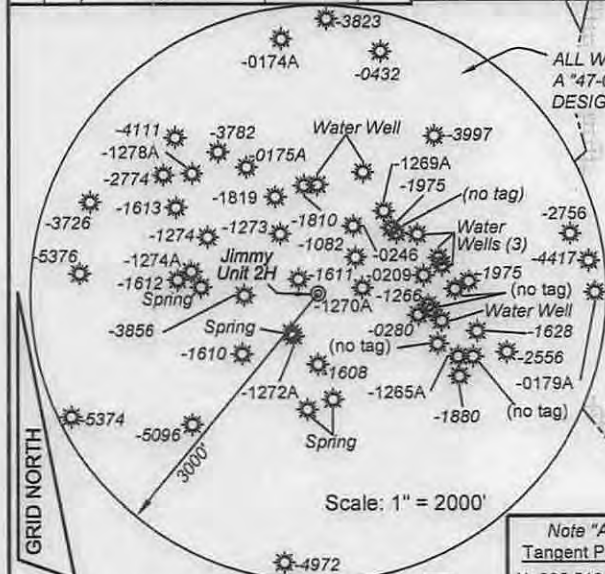 -3823
-0174A
-0432
ALL W
A "47-0
DESIG
-4111
-3782
Water Well
-3997
-1278A
-0175A
-2774
-1269A
-1819
-1975
(no tag)
-3726
-1613
-1273
-1810
Water
Wells (3)
-2756
-1274
-1082
-0246
-5376
Jimmy
Unit 2H
-4417
-1274A
-1611
-0209
-1975
-1612
Spring
-1270A
-1266
(no tag)
-3856
Spring
-0280
Water Well
-1628
(no tag)
-1610
-2556
-1272A
-1608
-1265A
-0179A
-1880
(no tag)
-5374
-5096
Spring
3000'
GRID NORTH
Scale: 1" = 2000'
Note "A
Tangent P
-4972